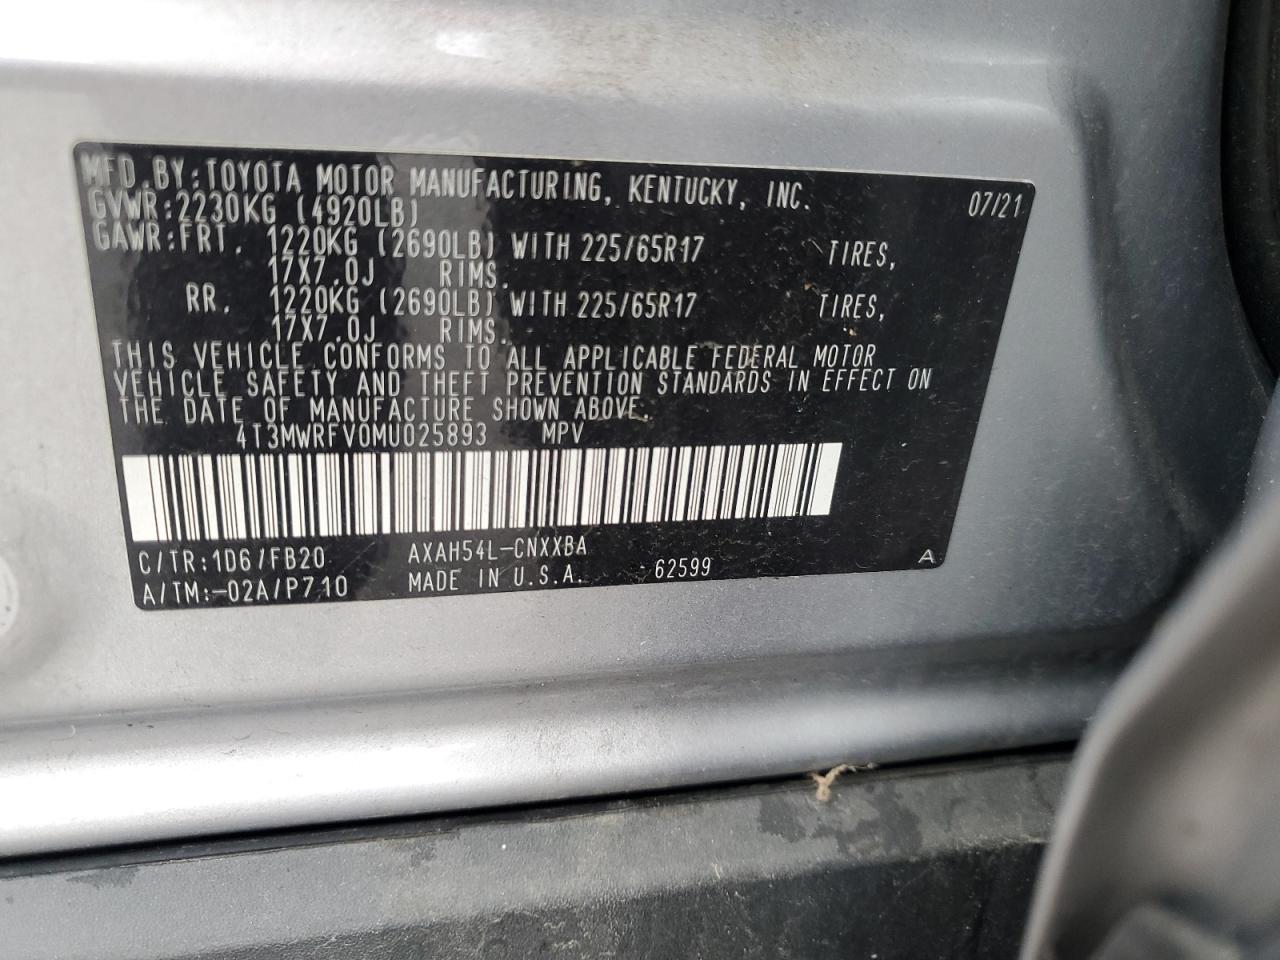 MFD.BY:TOYOTA MOTOR MANUFACTURING, KENTUCKY, INC. 07/21
GVWR:2230KG (4920LB)
GAWR:FRT. 1220KG (2690LB) WITH 225/65R17 TIRES,
17X7.0J RIMS.
RR. 1220KG (2690LB) WITH 225/65R17 TIRES,
17X7.0J RIMS.
THIS VEHICLE CONFORMS TO ALL APPLICABLE FEDERAL MOTOR
VEHICLE SAFETY AND THEFT PREVENTION STANDARDS IN EFFECT ON
THE DATE OF MANUFACTURE SHOWN ABOVE.
4T3MWRFV0MU025893 MPV
C/TR:1D6/FB20 AXAH54L-CNXXBA A
A/TM:-02A/P710 MADE IN U.S.A. 62599